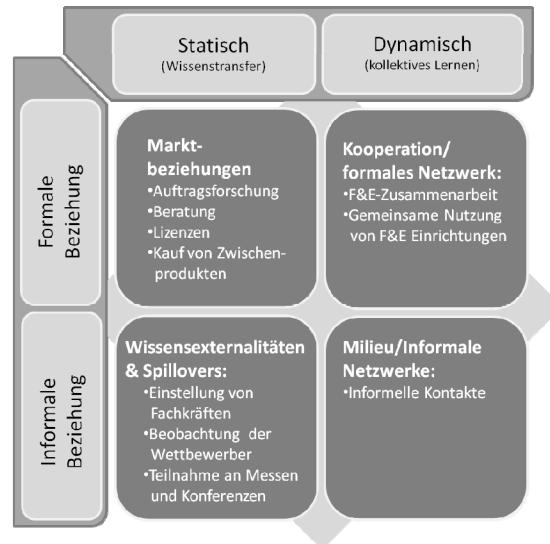 Statisch
(Wissenstransfer)
Dynamisch
(kollektives Lernen)
Formale
Beziehung
Markt-
beziehungen
•Auftragsforschung
•Beratung
•Lizenzen
•Kauf von Zwischen-
produkten
Kooperation/
formales Netzwerk:
•F&E-Zusammenarbeit
•Gemeinsame Nutzung
von F&E Einrichtungen
Informale
Beziehung
Wissensexternalitäten
& Spillovers:
•Einstellung von
Fachkräften
•Beobachtung der
Wettbewerber
•Teilnahme an Messen
und Konferenzen
Milieu/Informale
Netzwerke:
•Informelle Kontakte